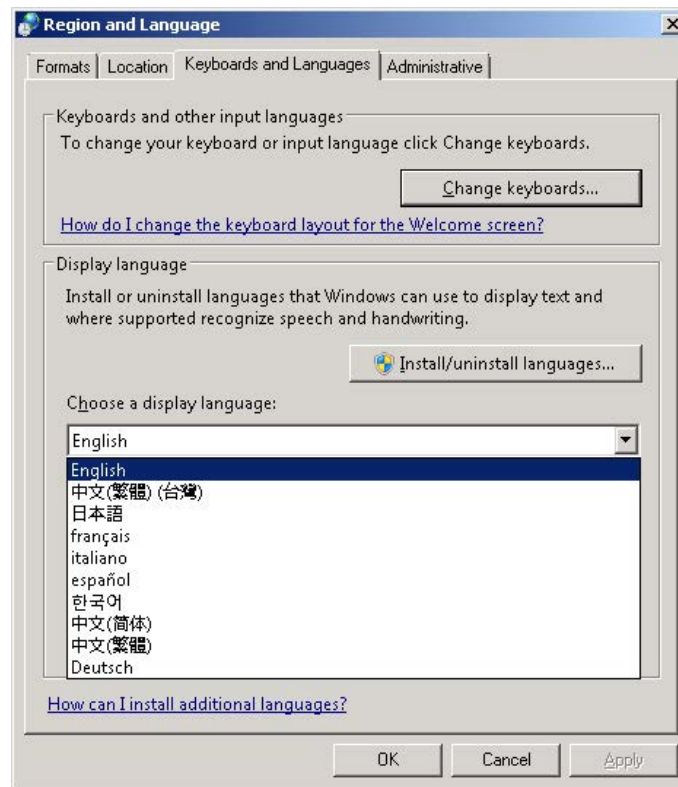 Region and Language
Formats Location Keyboards and Languages Administrative
Keyboards and other input languages
To change your keyboard or input language click Change keyboards.
Change keyboards...
How do I change the keyboard layout for the Welcome screen?
Display language
Install or uninstall languages that Windows can use to display text and
where supported recognize speech and handwriting.
Install/uninstall languages...
Choose a display language:
English
English
中文(繁體) (台灣)
日本語
français
italiano
español
한국어
中文(简体)
中文(繁體)
Deutsch
How can I install additional languages?
OK Cancel Apply